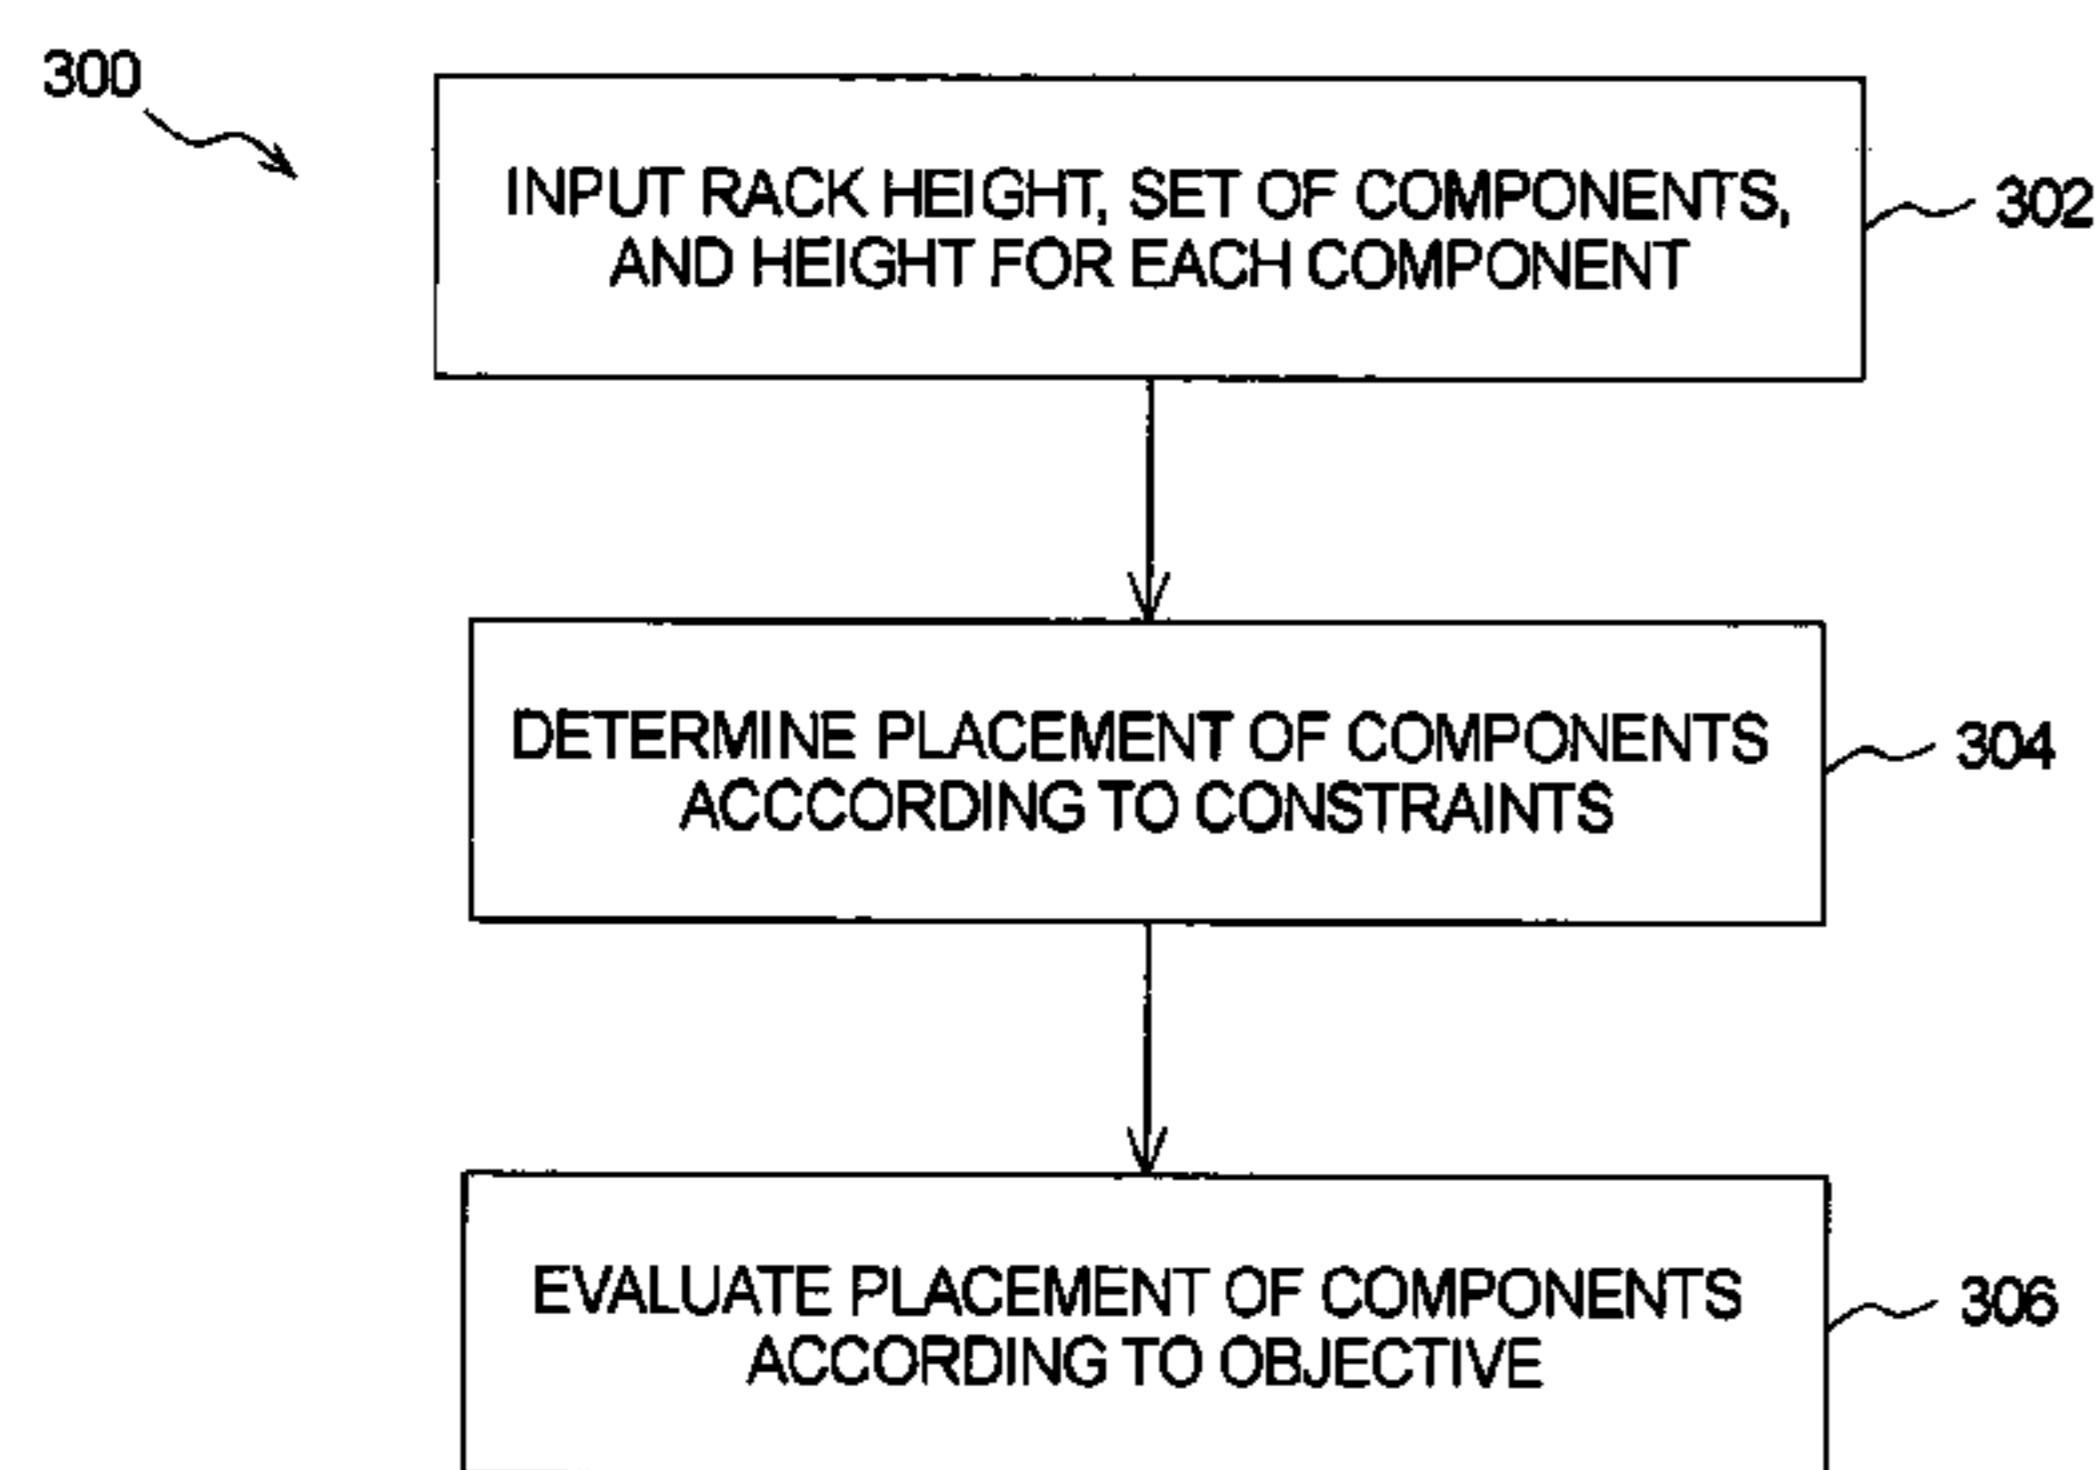 300
INPUT RACK HEIGHT, SET OF COMPONENTS,
AND HEIGHT FOR EACH COMPONENT
302
DETERMINE PLACEMENT OF COMPONENTS
ACCCORDING TO CONSTRAINTS
304
EVALUATE PLACEMENT OF COMPONENTS
ACCORDING TO OBJECTIVE
306